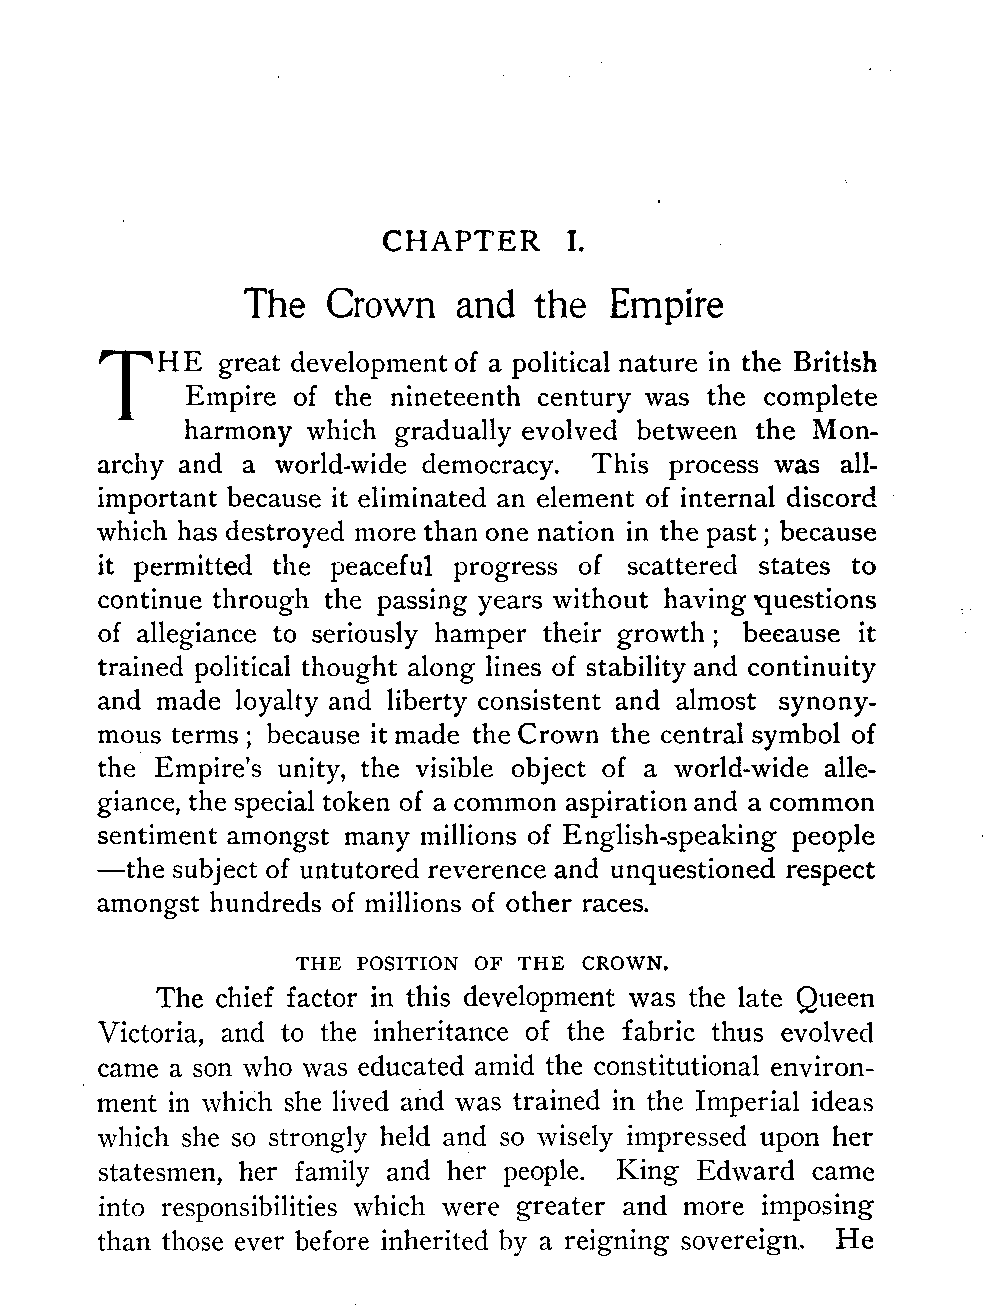 CHAPTER I.
The Crown and the Empire
THE great development of a political nature in the British
Empire of the nineteenth century was the complete
harmony which gradually evolved between the Mon-
archy and a world-wide democracy. This process was all-
important because it eliminated an element of internal discord
which has destroyed more than one nation in the past; because
it permitted the peaceful progress of scattered states to
continue through the passing years without having questions
of allegiance to seriously hamper their growth; because it
trained political thought along lines of stability and continuity
and made loyalty and liberty consistent and almost synony-
mous terms; because it made the Crown the central symbol of
the Empire's unity, the visible object of a world-wide alle-
giance, the special token of a common aspiration and a common
sentiment amongst many millions of English-speaking people
—the subject of untutored reverence and unquestioned respect
amongst hundreds of millions of other races.
THE POSITION OF THE CROWN.
The chief factor in this development was the late Queen
Victoria, and to the inheritance of the fabric thus evolved
came a son who was educated amid the constitutional environ-
ment in which she lived and was trained in the Imperial ideas
which she so strongly held and so wisely impressed upon her
statesmen, her family and her people. King Edward came
into responsibilities which were greater and more imposing
than those ever before inherited by a reigning sovereign. He